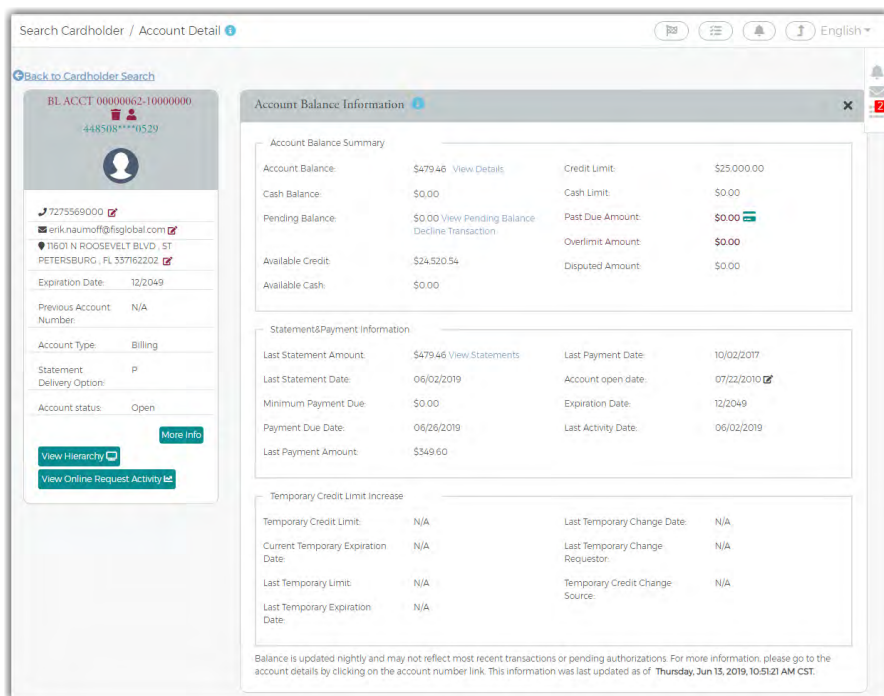 Search Cardholder / Account Detail
English
Back to Cardholder Search
BL ACCT 00000062-10000000
448508****0529
7275569000
erik.naumoff@fisglobal.com
11601 N ROOSEVELT BLVD , ST
PETERSBURG , FL 337162202
Expiration Date: 12/2049
Previous Account N/A
Number:
Account Type: Billing
Statement P
Delivery Option:
Account status: Open
More Info
View Hierarchy
View Online Request Activity
2
Account Balance Information
Account Balance Summary
Account Balance: $479.46 View Details Credit Limit: $25,000.00
Cash Balance: $0.00 Cash Limit: $0.00
Pending Balance: $0.00 View Pending Balance Past Due Amount: $0.00
Decline Transaction
Overlimit Amount: $0.00
Available Credit: $24,520.54 Disputed Amount: $0.00
Available Cash: $0.00
Statement&Payment Information
Last Statement Amount: $479.46 View Statements Last Payment Date: 10/02/2017
Last Statement Date: 06/02/2019 Account open date: 07/22/2010
Minimum Payment Due: $0.00 Expiration Date: 12/2049
Payment Due Date: 06/26/2019 Last Activity Date: 06/02/2019
Last Payment Amount: $349.60
Temporary Credit Limit Increase
Temporary Credit Limit: N/A Last Temporary Change Date: N/A
Current Temporary Expiration N/A Last Temporary Change N/A
Date: Requestor:
Last Temporary Limit: N/A Temporary Credit Change N/A
Source:
Last Temporary Expiration N/A
Date:
Balance is updated nightly and may not reflect most recent transactions or pending authorizations. For more information, please go to the
account details by clicking on the account number link. This information was last updated as of Thursday, Jun 13, 2019, 10:51:21 AM CST.